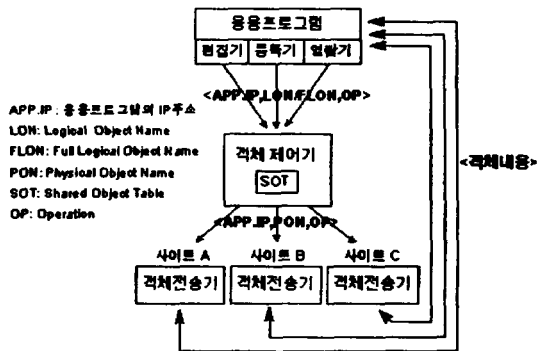 응용프로그램
편집기 등록기 열람기
<APP.IP,LON/FLON,OP>
APP.IP : 응용프로그램의 IP주소
LON: Logical Object Name
FLON: Full Logical Object Name
PON: Physical Object Name
SOT: Shared Object Table
OP: Operation
객체 제어기
SOT
<객체내용>
<APP.IP,PON,OP>
사이트 A 사이트 B 사이트 C
객체전송기 객체전송기 객체전송기